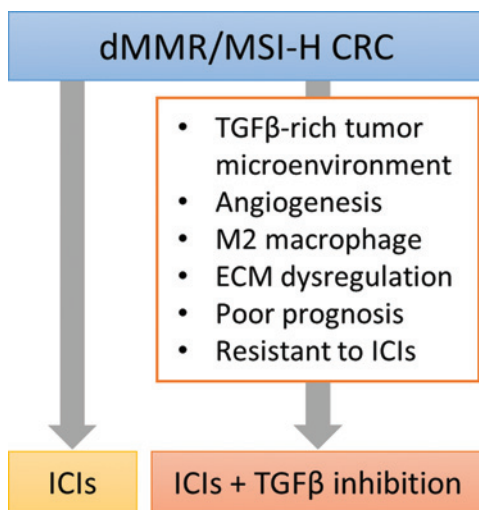 dMMR/MSI-H CRC
• TGFβ-rich tumor
microenvironment
• Angiogenesis
• M2 macrophage
• ECM dysregulation
• Poor prognosis
• Resistant to ICIs
ICIs
ICIs + TGFβ inhibition